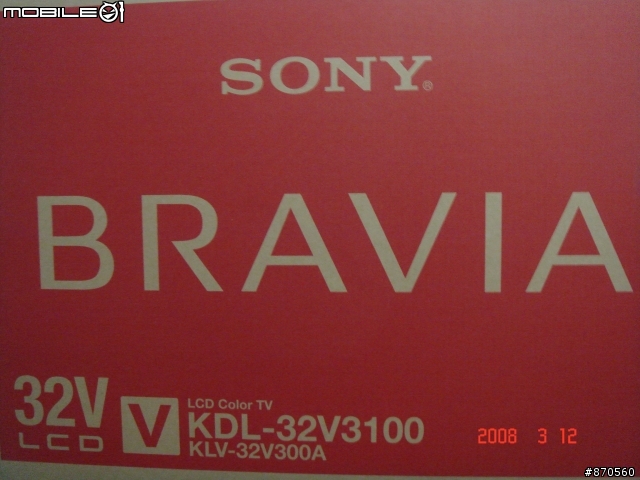 MOBILE01
SONY®
BRAVIA
32V
LCD
V
LCD Color TV
KDL-32V3100
KLV-32V300A
2008 3 12
#870560